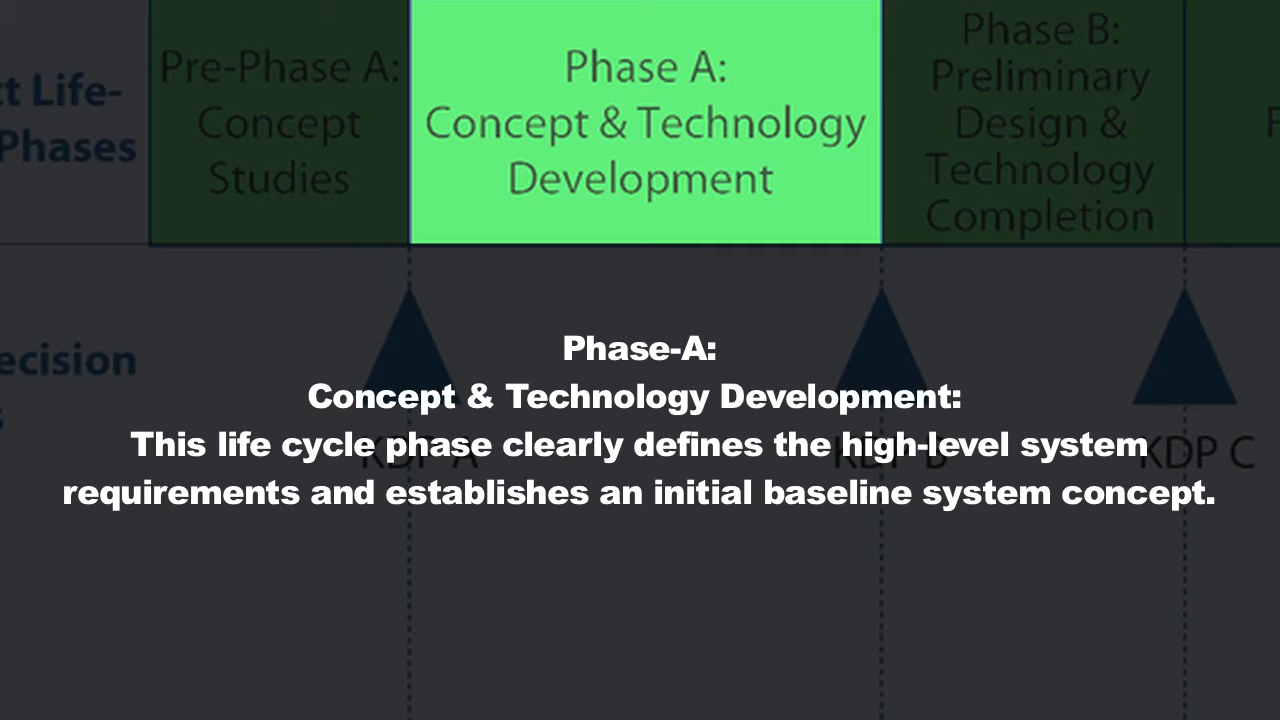 Pre-Phase A:
Concept
Studies
Phase A:
Concept & Technology
Development
Phase B:
Preliminary
Design &
Technology
Completion
t Life-
Phases
ecision
KDP A
KDP B
KDP C
Phase-A:
Concept & Technology Development:
This life cycle phase clearly defines the high-level system
requirements and establishes an initial baseline system concept.